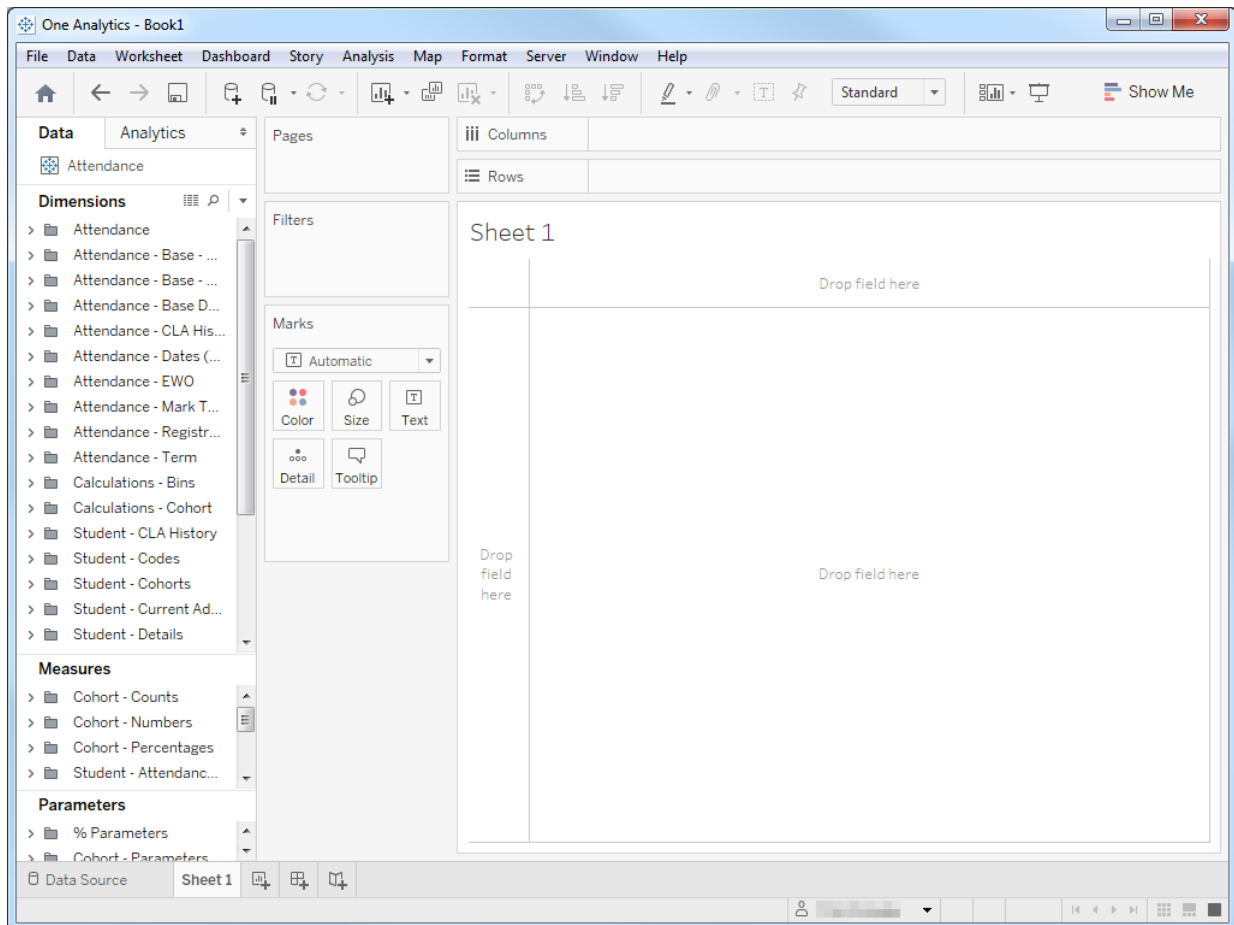 One Analytics - Book1
File Data Worksheet Dashboard Story Analysis Map Format Server Window Help
Standard
Show Me
Data Analytics
Attendance
Dimensions
Attendance
Attendance - Base - ...
Attendance - Base - ...
Attendance - Base D...
Attendance - CLA His...
Attendance - Dates (...
Attendance - EWO
Attendance - Mark T...
Attendance - Registr...
Attendance - Term
Calculations - Bins
Calculations - Cohort
Student - CLA History
Student - Codes
Student - Cohorts
Student - Current Ad...
Student - Details
Measures
Cohort - Counts
Cohort - Numbers
Cohort - Percentages
Student - Attendanc...
Parameters
% Parameters
Cohort - Parameters
Pages
Filters
Marks
T Automatic
Color Size Text
Detail Tooltip
Columns
Rows
Sheet 1
Drop field here
Drop
field
here
Drop field here
Data Source Sheet 1